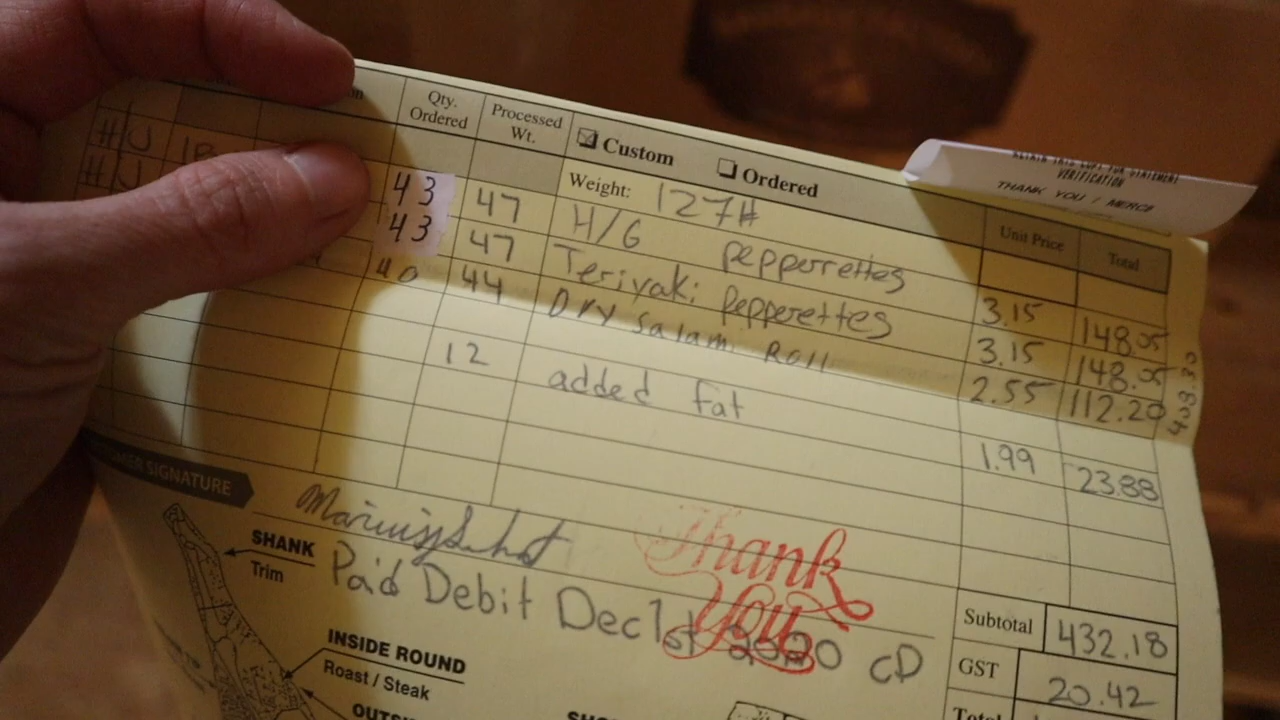 Qty. Ordered
Processed Wt.
Custom
Ordered
Weight: 127#
Unit Price
Total
43 47 H/G pepperettes 3.15 148.05
43 47 Teriyaki pepperettes 3.15 148.05
40 44 Dry Salami Roll 2.55 112.20
408.30
12 added fat 1.99 23.88
VERIFICATION
THANK YOU / MERCI
SIGNATURE
Thank You
Paid Debit Dec 1st 2020 CD
SHANK
Trim
INSIDE ROUND
Roast / Steak
Subtotal 432.18
GST 20.42